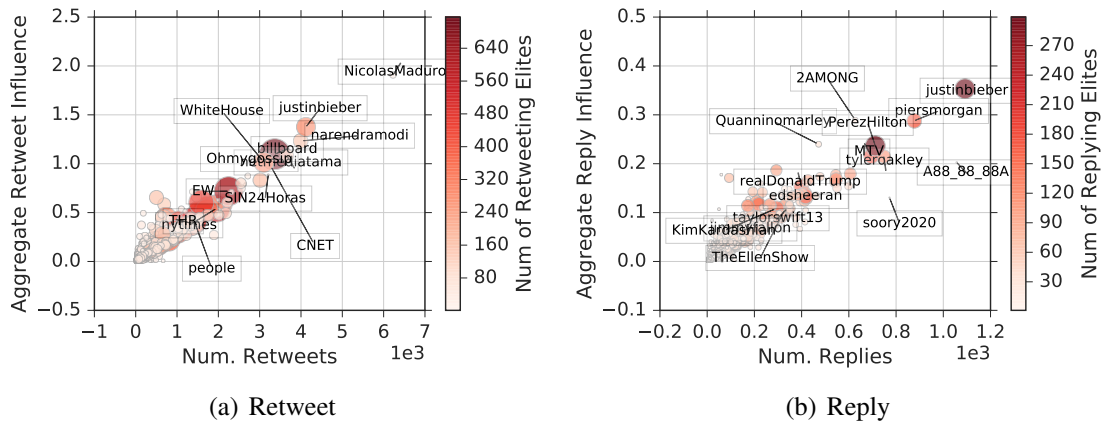 2.5
2.0
1.5
1.0
0.5
0.0
−0.5
−1 0 1 2 3 4 5 6 7
1e3
Num. Retweets
Aggregate Retweet Influence
NicolasMaduro
WhiteHouse
justinbieber
narendramodi
billboard
Ohmygossip
EW
SIN24Horas
THR
nytimes
CNET
people
640
560
480
400
320
240
160
80
Num of Retweeting Elites
(a) Retweet
0.5
0.4
0.3
0.2
0.1
0.0
−0.1
−0.2 0.0 0.2 0.4 0.6 0.8 1.0 1.2
1e3
Num. Replies
Aggregate Reply Influence
2AMONG
justinbieber
piersmorgan
Quanninomarley
PerezHilton
MTV
tyleroakley
A88_88_88A
realDonaldTrump
edsheeran
taylorswift13
soory2020
KimKardashian
jimmyfallon
TheEllenShow
270
240
210
180
150
120
90
60
30
Num of Replying Elites
(b) Reply